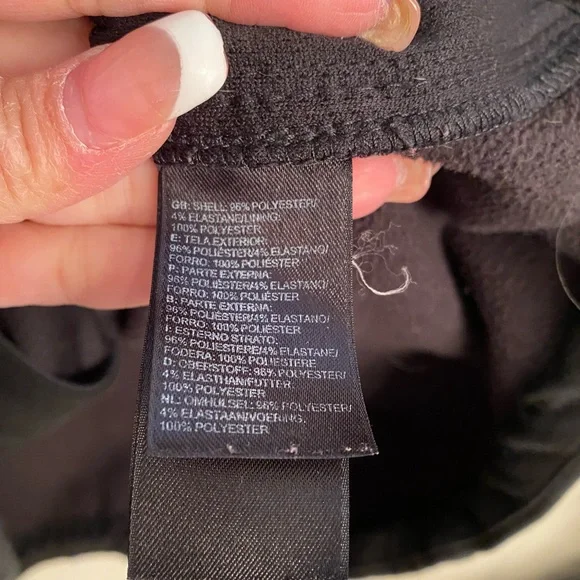 GB: SHELL: 96% POLYESTER/
4% ELASTANE/LINING:
100% POLYESTER
E: TELA EXTERIOR:
96% POLIÉSTER/4% ELASTANO/
FORRO: 100% POLIÉSTER
P: PARTE EXTERNA:
96% POLIÉSTER/4% ELASTANO/
FORRO: 100% POLIÉSTER
B: PARTE EXTERNA:
96% POLIÉSTER/4% ELASTANO/
FORRO: 100% POLIÉSTER
I: ESTERNO STRATO:
96% POLIESTERE/4% ELASTANE/
FODERA: 100% POLIESTERE
D: OBERSTOFF: 96% POLYESTER/
4% ELASTHAN/FUTTER:
100% POLYESTER
NL: OMHULSEL: 96% POLYESTER/
4% ELASTAAN/VOERING:
100% POLYESTER